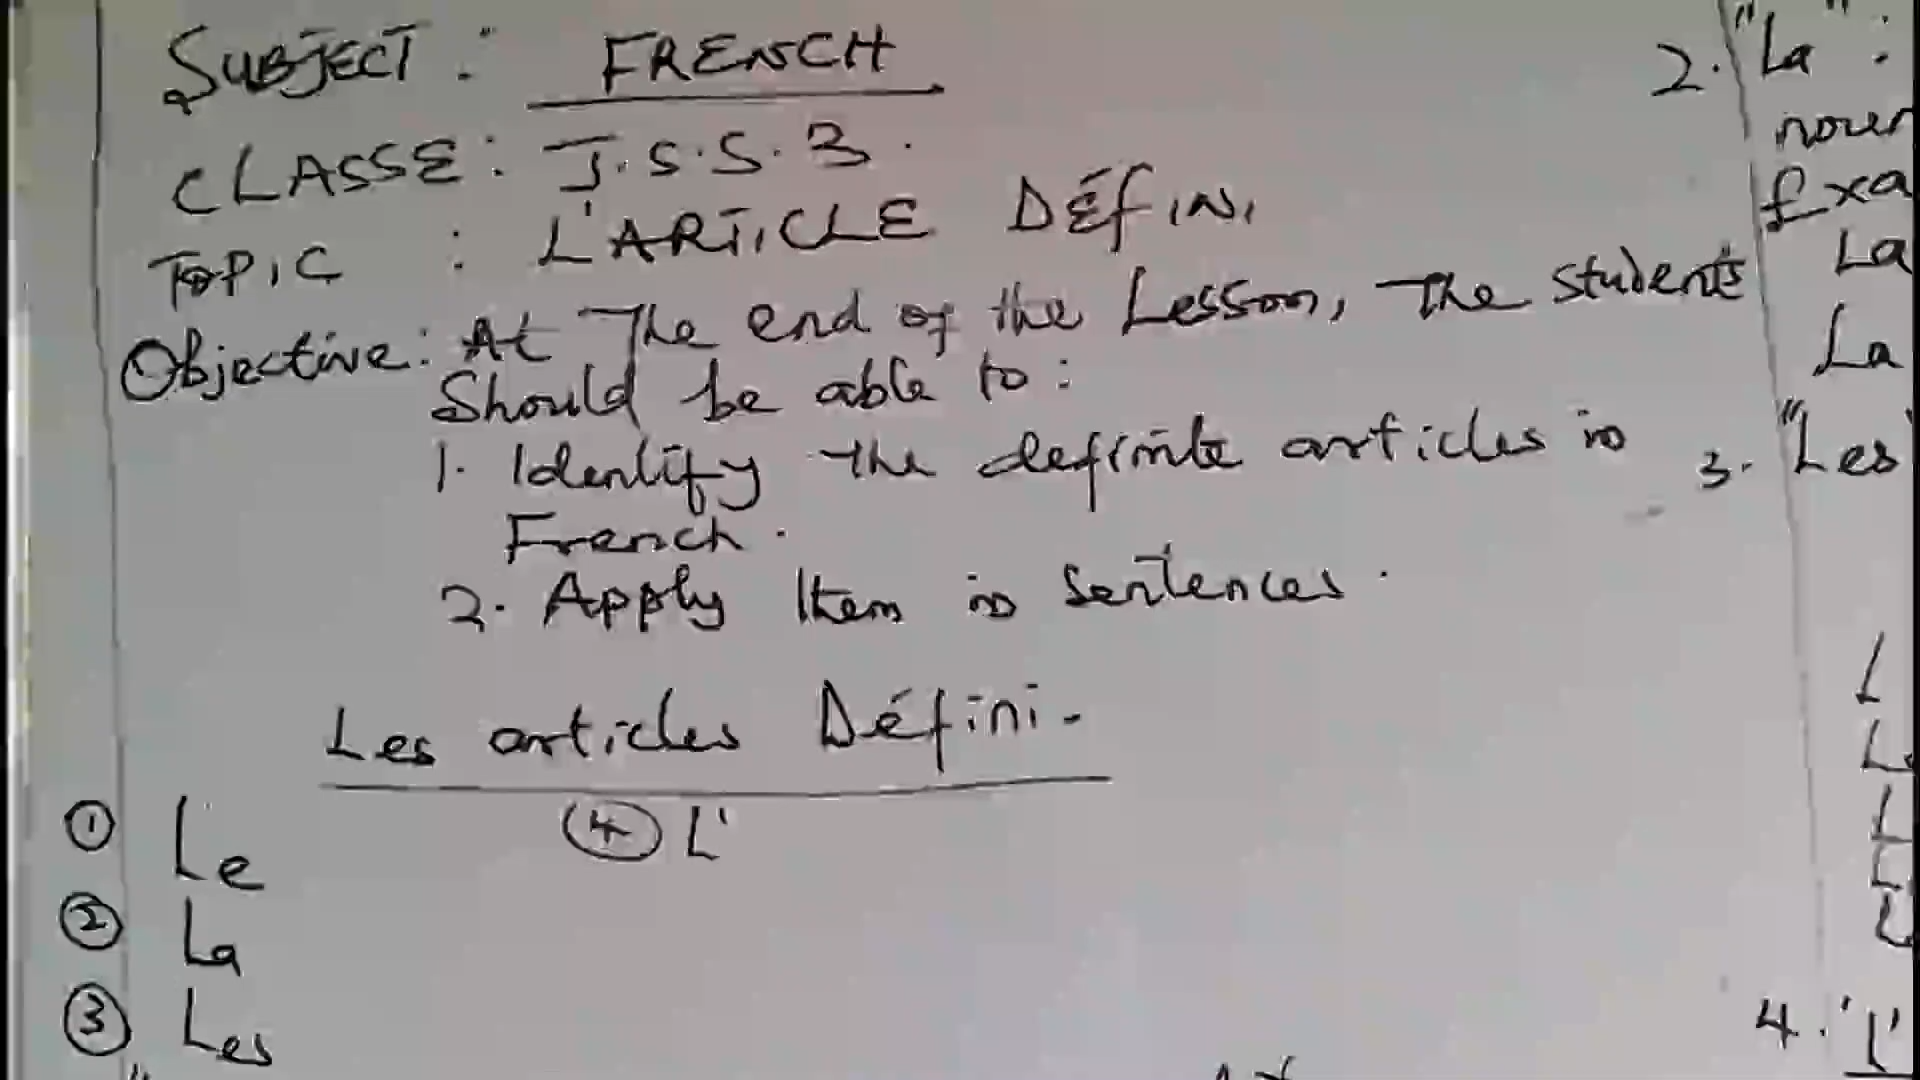 SUBJECT : FRENCH
CLASSE : J.S.S.3.
TOPIC : L'ARTICLE DÉFINI
Objective: At The end of the Lesson, The students
Should be able to:
1. Identify the definite articles in
French.
2. Apply them in sentences.
Les articles Défini-
① Le
④ L'
② La
③ Les
2. "La" :
La
La
3. "Les"
4. 'L'